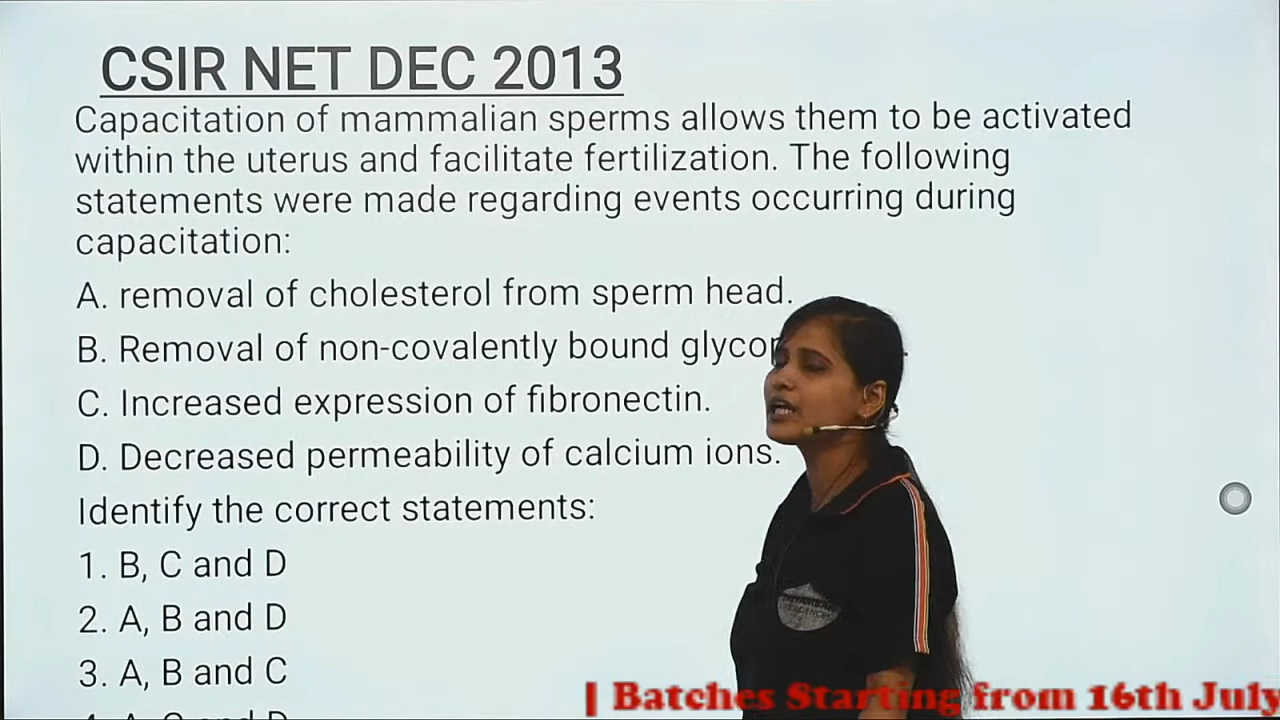 CSIR NET DEC 2013
Capacitation of mammalian sperms allows them to be activated
within the uterus and facilitate fertilization. The following
statements were made regarding events occurring during
capacitation:
A. removal of cholesterol from sperm head.
B. Removal of non-covalently bound
C. Increased expression of fibronectin.
D. Decreased permeability of calcium ions.
Identify the correct statements:
1. B, C and D
2. A, B and D
3. A, B and C
| Batches Starting from 16th July